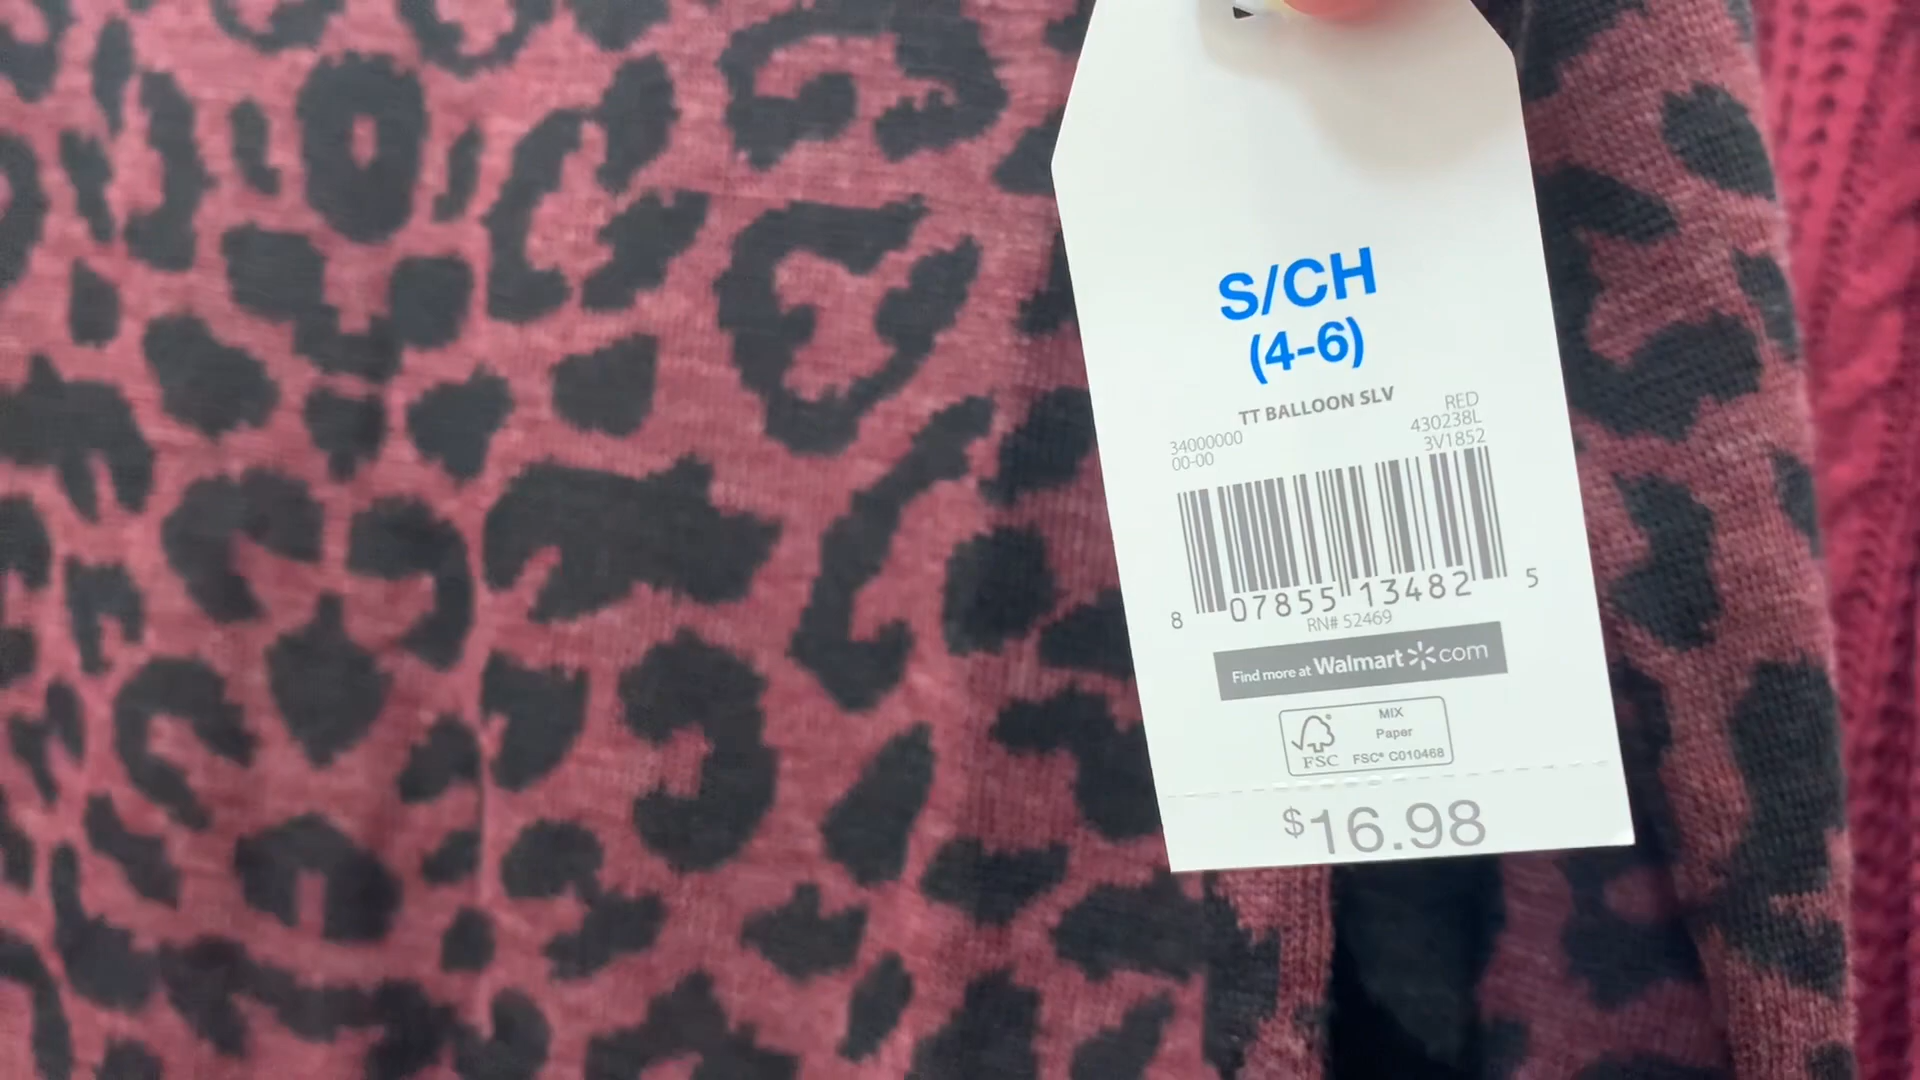 S/CH
(4-6)
TT BALLOON SLV
34000000
00-00
RED
430238L
3V1852
8 07855 13482 5
RN# 52469
Find more at Walmart com
FSC®
MIX
Paper
FSC® C010468
$16.98